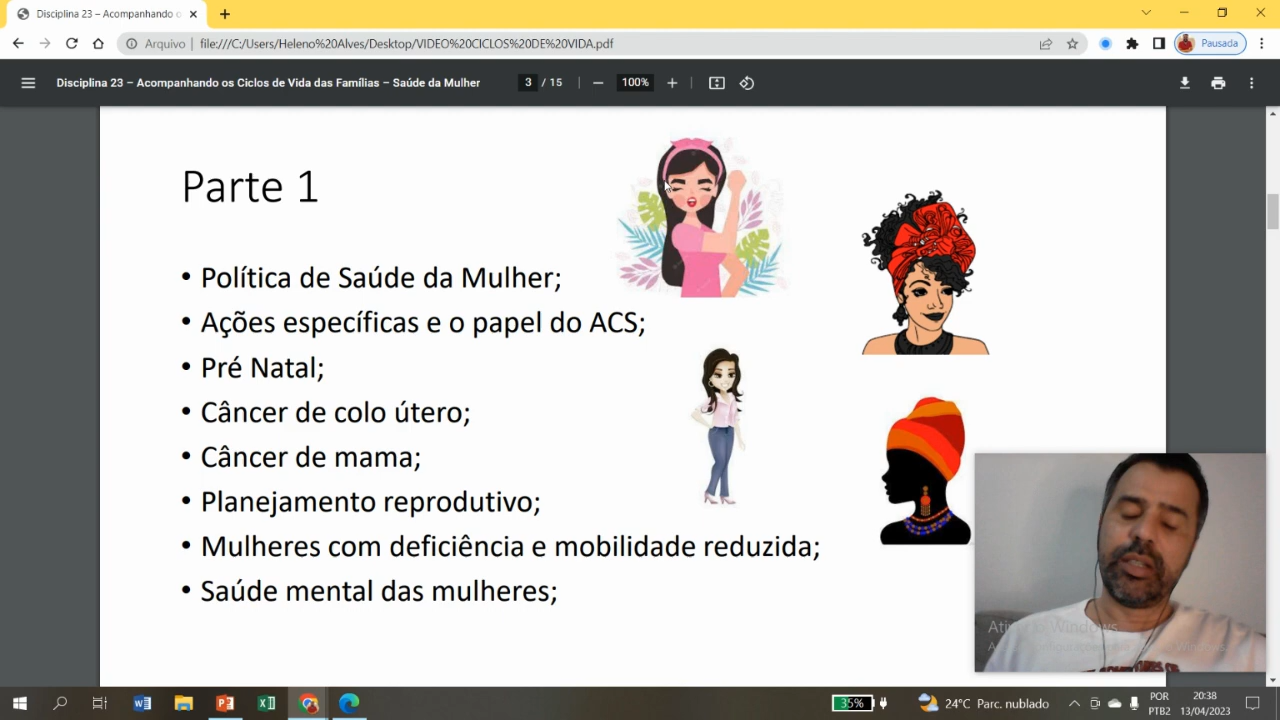 Disciplina 23 – Acompanhando o
Pausada
Arquivo
file:///C:/Users/Heleno%20Alves/Desktop/VIDEO%20CICLOS%20DE%20VIDA.pdf
Disciplina 23 – Acompanhando os Ciclos de Vida das Famílias – Saúde da Mulher
3 / 15
100%
Parte 1
• Política de Saúde da Mulher;
• Ações específicas e o papel do ACS;
• Pré Natal;
• Câncer de colo útero;
• Câncer de mama;
• Planejamento reprodutivo;
• Mulheres com deficiência e mobilidade reduzida;
• Saúde mental das mulheres;
Windows
35%
24°C Parc. nublado
POR
PTB2
20:38
13/04/2023